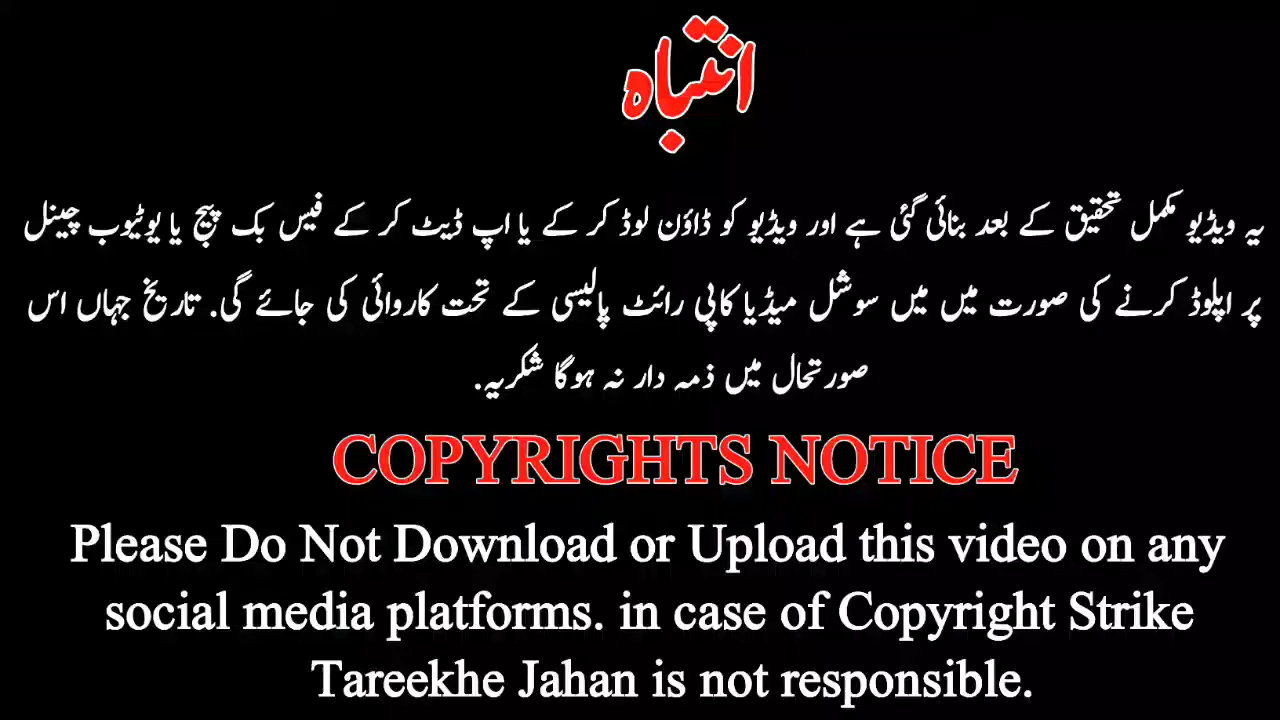 انتباہ
یہ ویڈیو مکمل تحقیق کے بعد بنائی گئی ہے اور ویڈیو کو ڈاؤن لوڈ کر کے یا اپ ڈیٹ کر کے فیس بک پیج یا یوٹیوب چینل
پر اپلوڈ کرنے کی صورت میں میں سوشل میڈیا کاپی رائٹ پالیسی کے تحت کاروائی کی جائے گی. تاریخ جہاں اس
صورتحال میں ذمہ دار نہ ہوگا شکریہ.
COPYRIGHTS NOTICE
Please Do Not Download or Upload this video on any
social media platforms. in case of Copyright Strike
Tareekhe Jahan is not responsible.